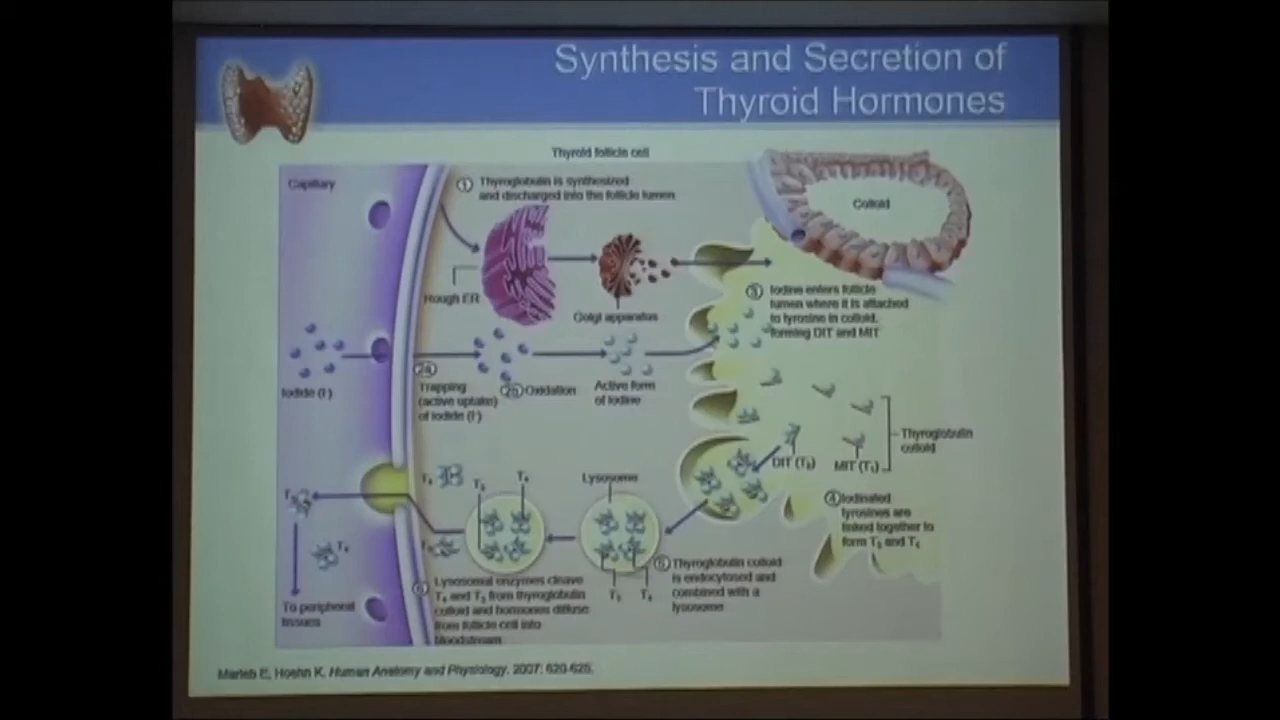 Synthesis and Secretion of
Thyroid Hormones
Thyroid follicle cell
Capillary
1 Thyroglobulin is synthesized
and discharged into the follicle lumen
Colloid
Rough ER
Golgi apparatus
3 Iodine enters follicle
lumen where it is attached
to tyrosine in colloid,
forming DIT and MIT
Iodide (I-)
2a
Trapping
(active uptake)
of iodide (I-)
2b Oxidation
Active form
of iodine
Thyroglobulin
colloid
DIT (T2)
MIT (T1)
4 Iodinated
tyrosines are
linked together to
form T3 and T4
T4
T3
T4
Lysosome
T3
T4
T3
T3
T4
5 Thyroglobulin colloid
is endocytosed and
combined with a
lysosome
6 Lysosomal enzymes cleave
T4 and T3 from thyroglobulin
colloid and hormones diffuse
from follicle cell into
bloodstream
To peripheral
tissues
Marieb E, Hoehn K. Human Anatomy and Physiology. 2007: 620-625.